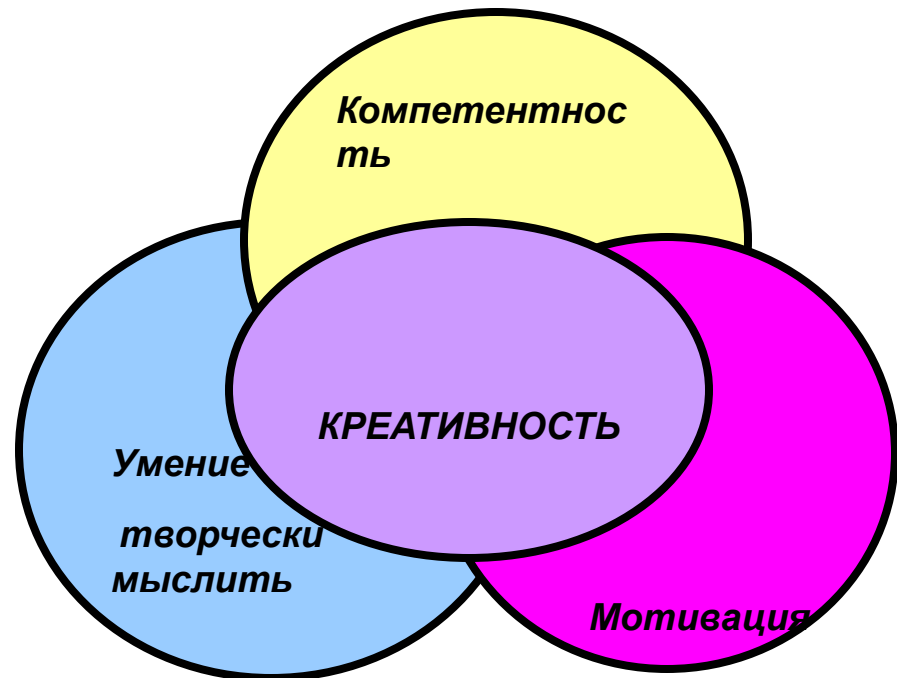 Компетентнос
ть
КРЕАТИВНОСТЬ
Умение
творчески
мыслить
Мотивация